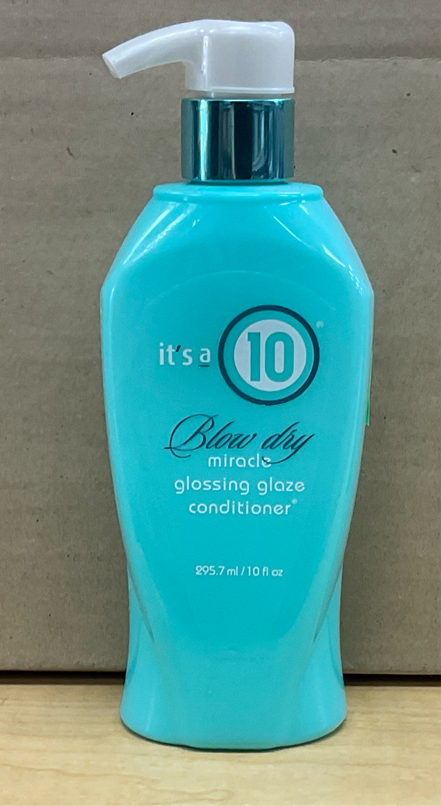 it's a 10®
Blow dry
miracle
glossing glaze
conditioner®
295.7 ml / 10 fl oz